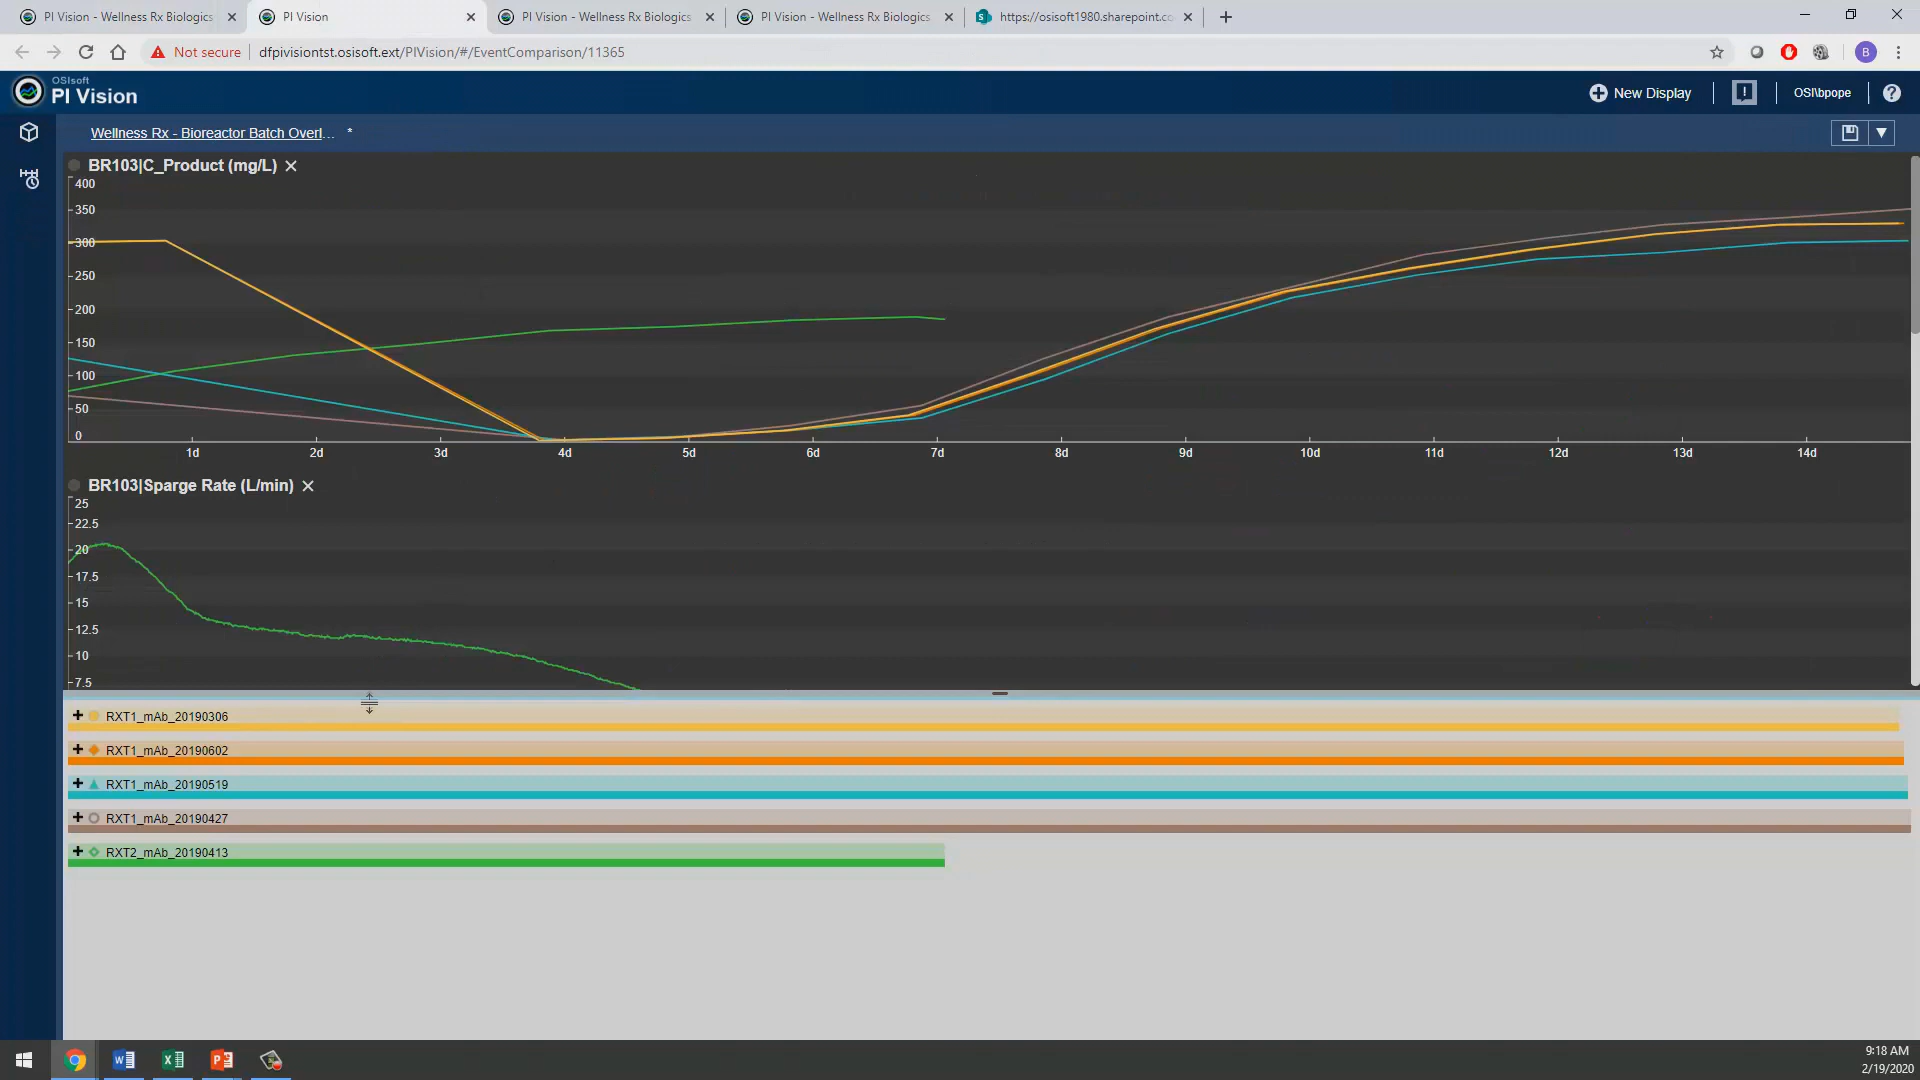 PI Vision - Wellness Rx Biologics
PI Vision
PI Vision - Wellness Rx Biologics
PI Vision - Wellness Rx Biologics
https://osisoft1980.sharepoint.co
Not secure
dfpivisiontst.osisoft.ext/PIVision/#/EventComparison/11365
B
OSIsoft
PI Vision
New Display
OSI\bpope
Wellness Rx - Bioreactor Batch Overl... *
BR103|C_Product (mg/L)
400
350
300
250
200
150
100
50
0
1d 2d 3d 4d 5d 6d 7d 8d 9d 10d 11d 12d 13d 14d
BR103|Sparge Rate (L/min)
25
22.5
20
17.5
15
12.5
10
7.5
RXT1_mAb_20190306
RXT1_mAb_20190602
RXT1_mAb_20190519
RXT1_mAb_20190427
RXT2_mAb_20190413
9:18 AM
2/19/2020